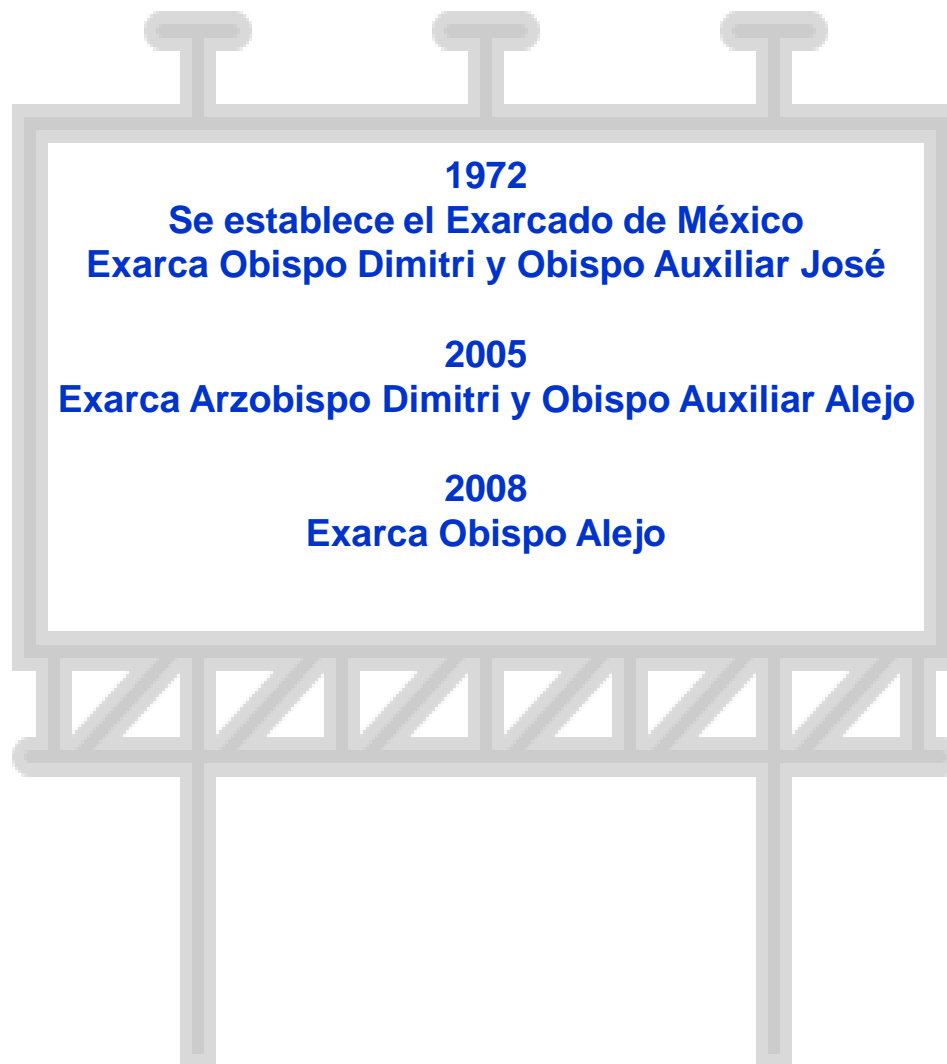 1972
Se establece el Exarcado de México
Exarca Obispo Dimitri y Obispo Auxiliar José
2005
Exarca Arzobispo Dimitri y Obispo Auxiliar Alejo
2008
Exarca Obispo Alejo